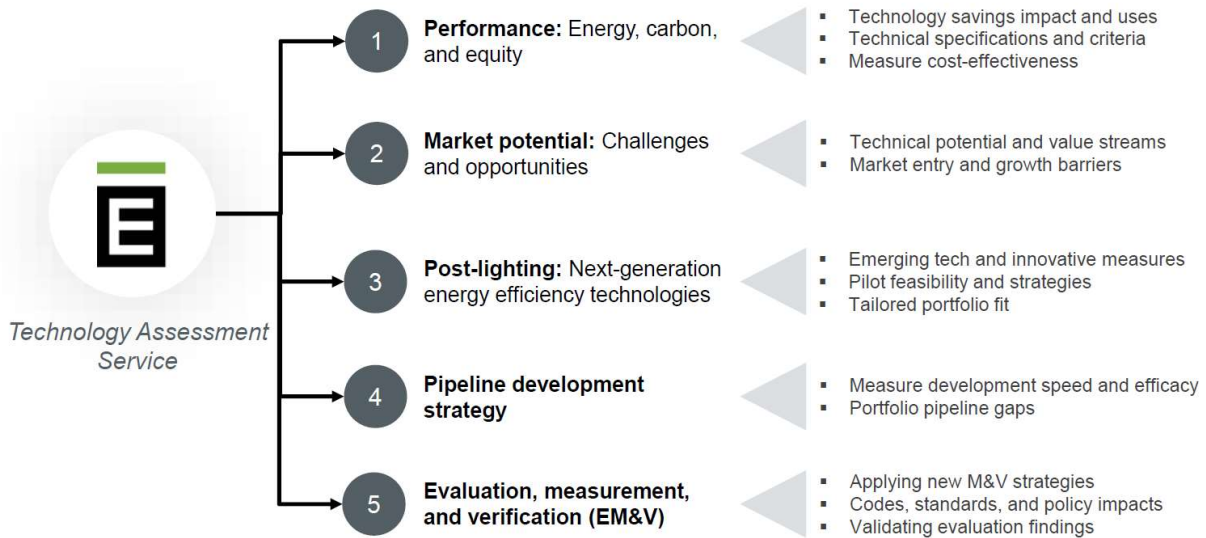 E
Technology Assessment
Service
1
Performance: Energy, carbon,
and equity
▪ Technology savings impact and uses
▪ Technical specifications and criteria
▪ Measure cost-effectiveness
2
Market potential: Challenges
and opportunities
▪ Technical potential and value streams
▪ Market entry and growth barriers
3
Post-lighting: Next-generation
energy efficiency technologies
▪ Emerging tech and innovative measures
▪ Pilot feasibility and strategies
▪ Tailored portfolio fit
4
Pipeline development
strategy
▪ Measure development speed and efficacy
▪ Portfolio pipeline gaps
5
Evaluation, measurement,
and verification (EM&V)
▪ Applying new M&V strategies
▪ Codes, standards, and policy impacts
▪ Validating evaluation findings